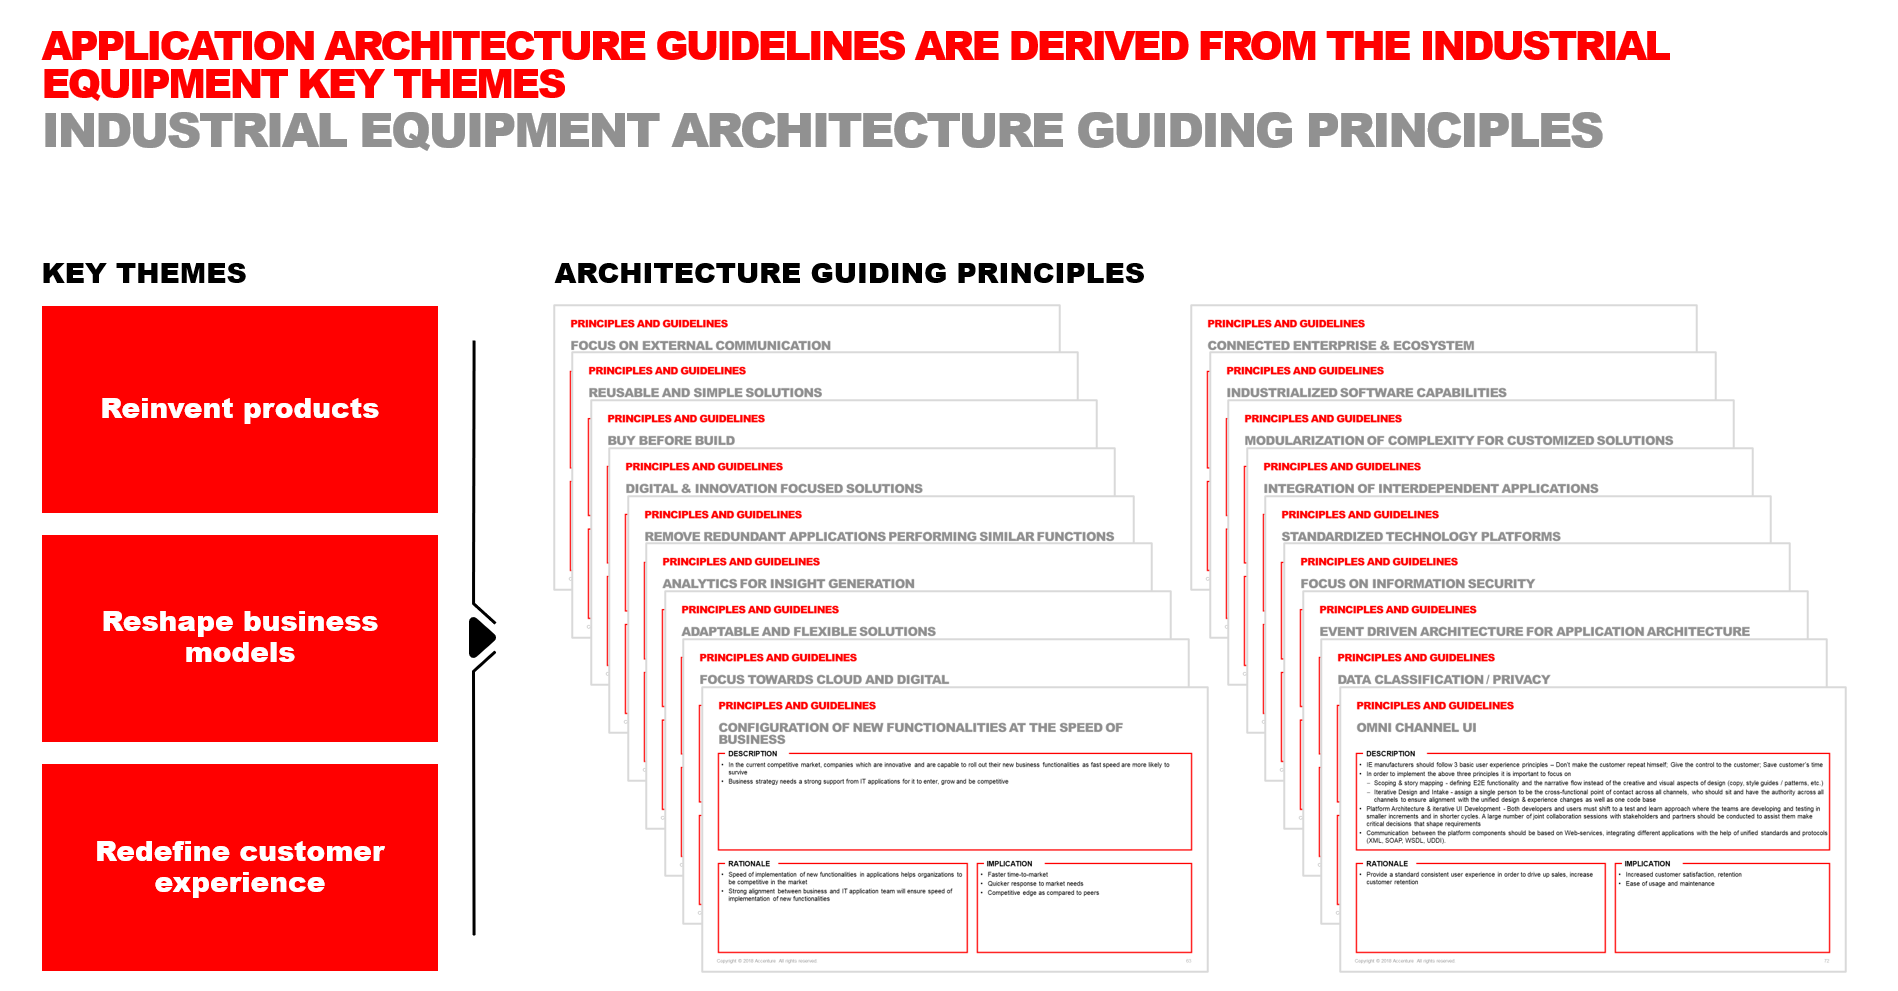 APPLICATION ARCHITECTURE GUIDELINES ARE DERIVED FROM THE INDUSTRIAL
EQUIPMENT KEY THEMES
INDUSTRIAL EQUIPMENT ARCHITECTURE GUIDING PRINCIPLES
KEY THEMES
Reinvent products
Reshape business
models
Redefine customer
experience
ARCHITECTURE GUIDING PRINCIPLES
PRINCIPLES AND GUIDELINES
FOCUS ON EXTERNAL COMMUNICATION
PRINCIPLES AND GUIDELINES
REUSABLE AND SIMPLE SOLUTIONS
PRINCIPLES AND GUIDELINES
BUY BEFORE BUILD
PRINCIPLES AND GUIDELINES
DIGITAL & INNOVATION FOCUSED SOLUTIONS
PRINCIPLES AND GUIDELINES
REMOVE REDUNDANT APPLICATIONS PERFORMING SIMILAR FUNCTIONS
PRINCIPLES AND GUIDELINES
ANALYTICS FOR INSIGHT GENERATION
PRINCIPLES AND GUIDELINES
ADAPTABLE AND FLEXIBLE SOLUTIONS
PRINCIPLES AND GUIDELINES
FOCUS TOWARDS CLOUD AND DIGITAL
PRINCIPLES AND GUIDELINES
CONFIGURATION OF NEW FUNCTIONALITIES AT THE SPEED OF
BUSINESS
DESCRIPTION
• In the current competitive market, companies which are innovative and are capable to roll out their new business functionalities as fast speed are more likely to
survive
• Business strategy needs a strong support from IT applications for it to enter, grow and be competitive
RATIONALE
• Speed of implementation of new functionalities in applications helps organizations to
be competitive in the market
• Strong alignment between business and IT application team will ensure speed of
implementation of new functionalities
IMPLICATION
• Faster time-to-market
• Quicker response to market needs
• Competitive edge as compared to peers
Copyright © 2018 Accenture All rights reserved
PRINCIPLES AND GUIDELINES
CONNECTED ENTERPRISE & ECOSYSTEM
PRINCIPLES AND GUIDELINES
INDUSTRIALIZED SOFTWARE CAPABILITIES
PRINCIPLES AND GUIDELINES
MODULARIZATION OF COMPLEXITY FOR CUSTOMIZED SOLUTIONS
PRINCIPLES AND GUIDELINES
INTEGRATION OF INTERDEPENDENT APPLICATIONS
PRINCIPLES AND GUIDELINES
STANDARDIZED TECHNOLOGY PLATFORMS
PRINCIPLES AND GUIDELINES
FOCUS ON INFORMATION SECURITY
PRINCIPLES AND GUIDELINES
EVENT DRIVEN ARCHITECTURE FOR APPLICATION ARCHITECTURE
PRINCIPLES AND GUIDELINES
DATA CLASSIFICATION / PRIVACY
PRINCIPLES AND GUIDELINES
OMNI CHANNEL UI
DESCRIPTION
• IE manufacturers should follow 3 basic user experience principles – Don't make the customer repeat himself; Give the control to the customer; Save customer's time
• In order to implement the above three principles it is important to focus on
– Scoping & story mapping - defining E2E functionality and the narrative flow instead of the creative and visual aspects of design (copy, style guides / patterns, etc.)
– Iterative Design and Intake - assign a single person to be the cross-functional point of contact across all channels, who should sit and have the authority across all
channels to ensure alignment with the unified design & experience changes as well as one code base
• Platform Architecture & iterative UI Development - Both developers and users must shift to a test and learn approach where the teams are developing and testing in
smaller increments and in shorter cycles. A large number of joint collaboration sessions with stakeholders and partners should be conducted to assist them make
critical decisions that shape requirements
• Communication between the platform components should be based on Web-services, integrating different applications with the help of unified standards and protocols
(XML, SOAP, WSDL, UDDI).
RATIONALE
• Provide a standard consistent user experience in order to drive up sales, increase
customer retention
IMPLICATION
• Increased customer satisfaction, retention
• Ease of usage and maintenance
Copyright © 2018 Accenture All rights reserved